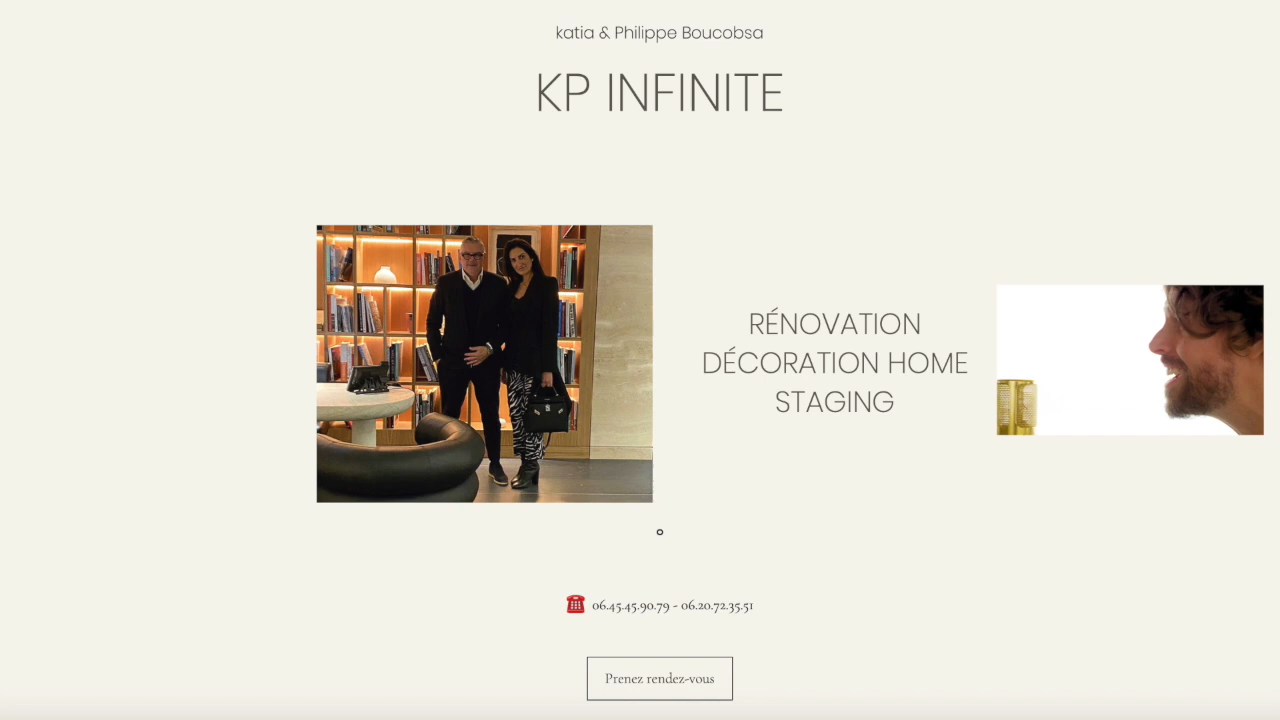 katia & Philippe Boucobsa
KP INFINITE
RÉNOVATION
DÉCORATION HOME
STAGING
06.45.45.90.79 - 06.20.72.35.51
Prenez rendez-vous